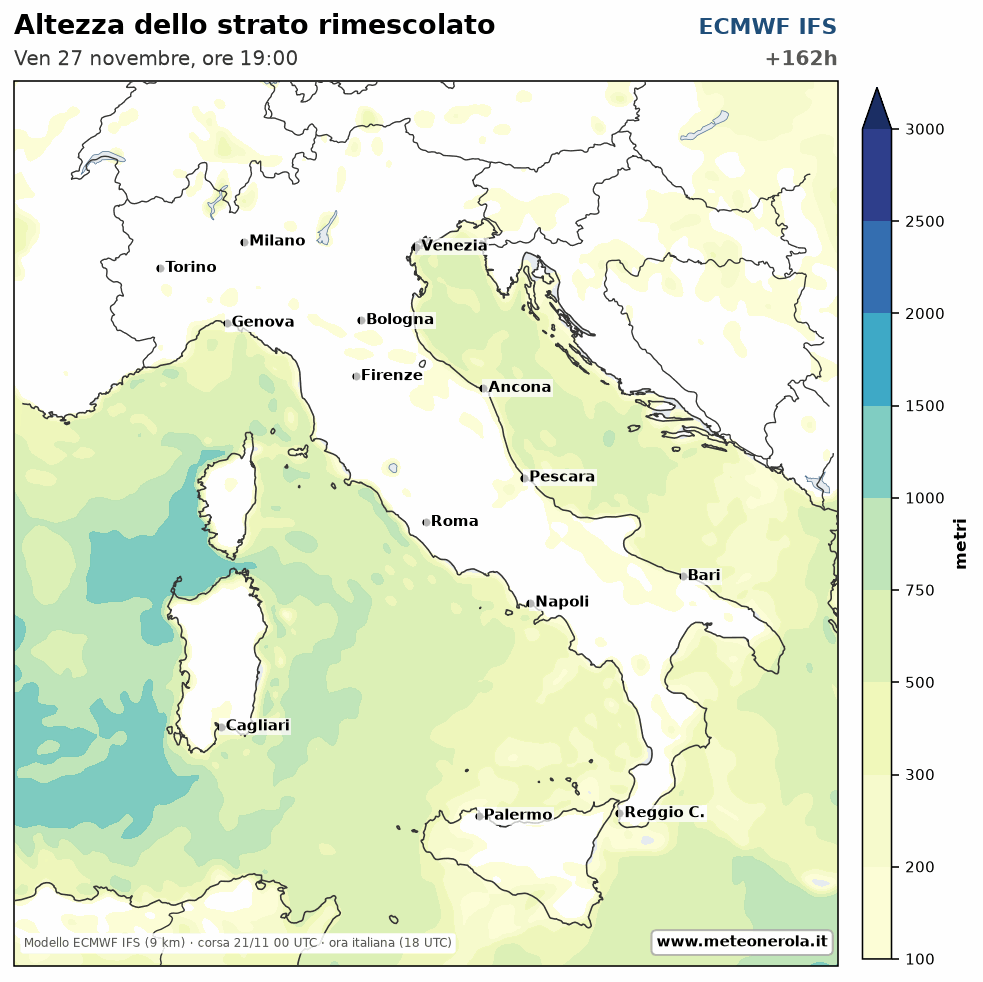 Altezza dello strato rimescolato
ECMWF IFS
Ven 27 novembre, ore 19:00
+162h
3000
2500
2000
1500
1000
750
500
300
200
100
metri
Milano
Venezia
Torino
Genova
Bologna
Firenze
Ancona
Pescara
Roma
Bari
Napoli
Cagliari
Palermo
Reggio C.
Modello ECMWF IFS (9 km) · corsa 21/11 00 UTC · ora italiana (18 UTC)
www.meteonerola.it